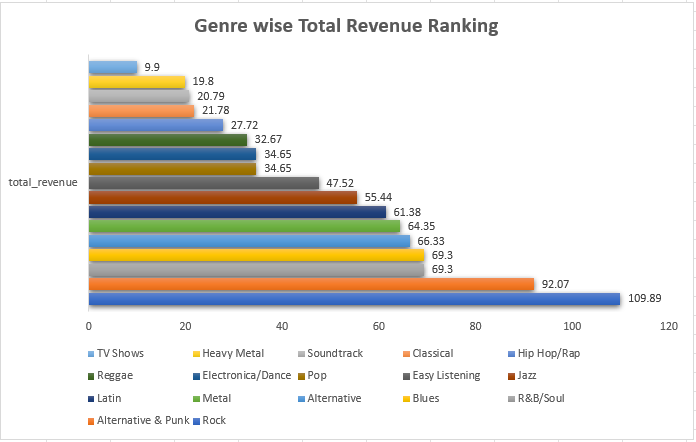 Genre wise Total Revenue Ranking
9.9
19.8
20.79
21.78
27.72
32.67
34.65
34.65
total_revenue
47.52
55.44
61.38
64.35
66.33
69.3
69.3
92.07
109.89
0 20 40 60 80 100 120
TV Shows Heavy Metal Soundtrack Classical Hip Hop/Rap
Reggae Electronica/Dance Pop Easy Listening Jazz
Latin Metal Alternative Blues R&B/Soul
Alternative & Punk Rock